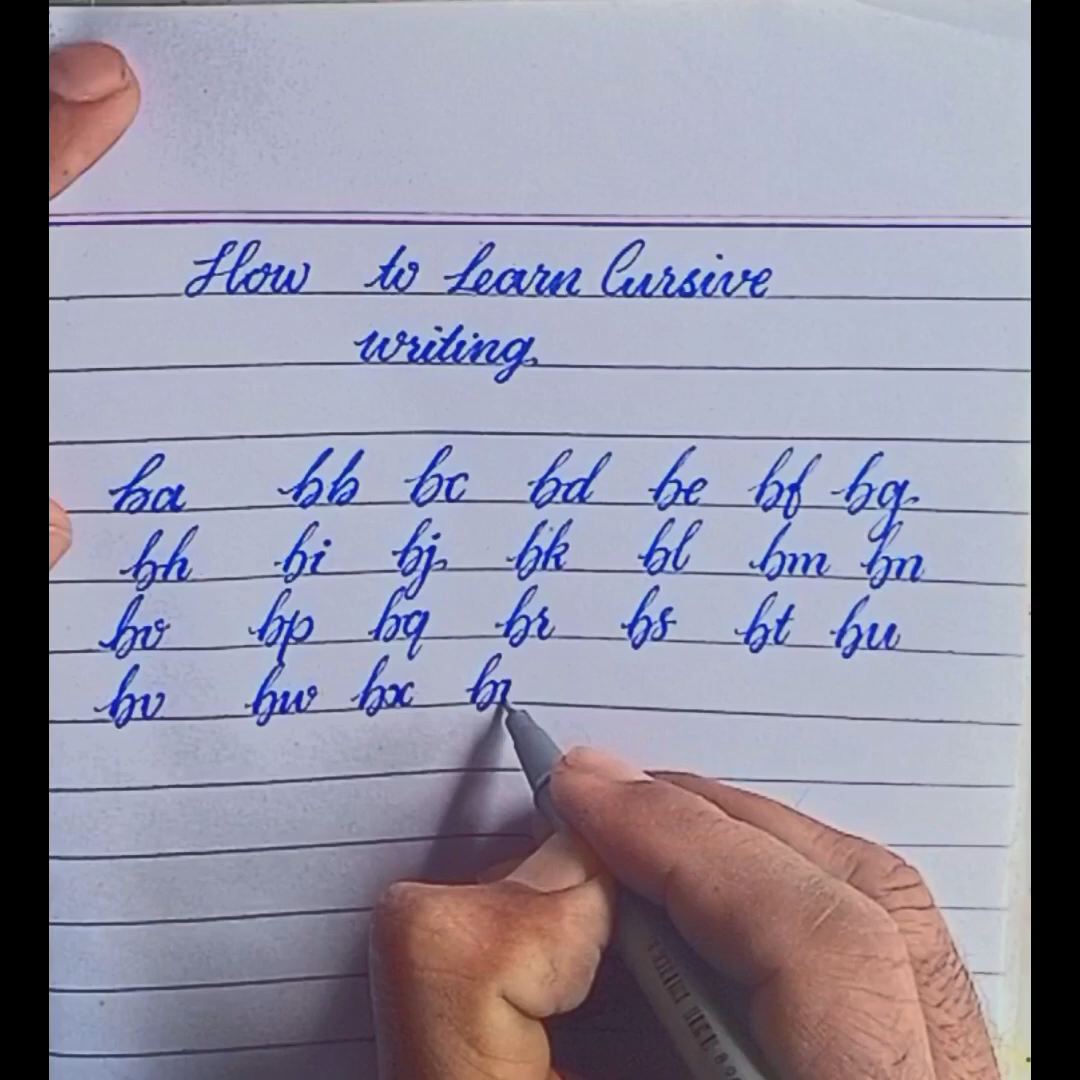 How to Learn Cursive
writing.
ba bb bc bd be bf bg
bh bi bj bk bl bm bn
bo bp bq br bs bt bu
bv bw bx